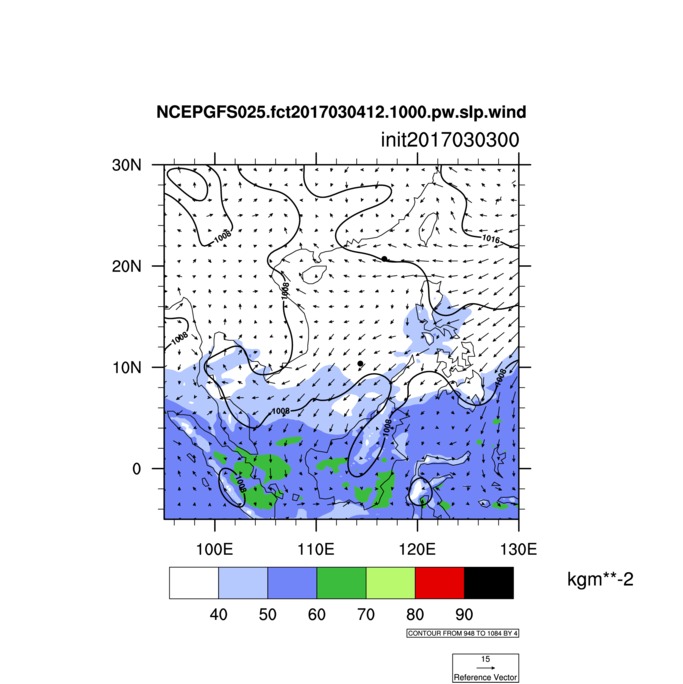 NCEPGFS025.fct2017030412.1000.pw.slp.wind
init2017030300
30N
1008
1016
20N
1008
1008
10N
1008
1008
1008
0
1008
100E 110E 120E 130E
kgm**-2
40 50 60 70 80 90
CONTOUR FROM 948 TO 1084 BY 4
15
Reference Vector